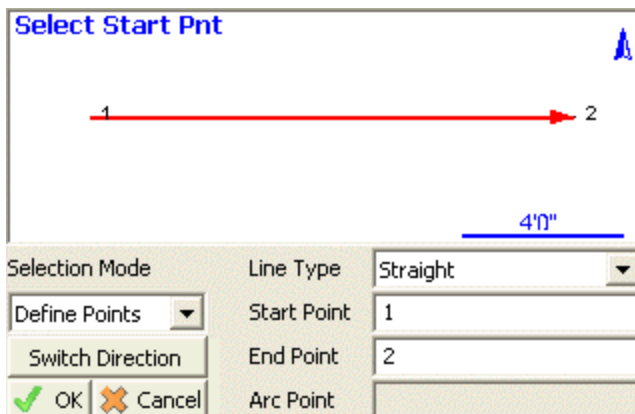 Select Start Pnt
1
2
4'0"
Selection Mode
Line Type
Straight
Define Points
Start Point
1
Switch Direction
End Point
2
OK
Cancel
Arc Point